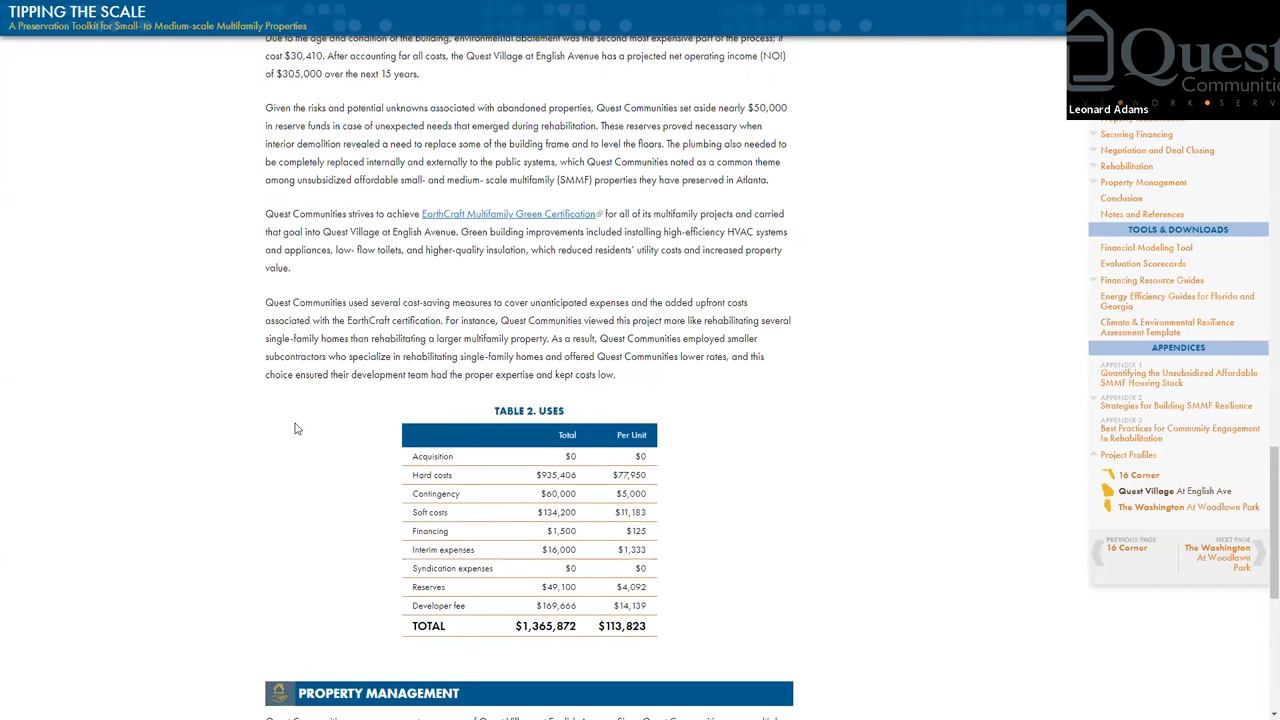 TIPPING THE SCALE
A Preservation Toolkit for Small- to Medium-scale Multifamily Properties
Quest
Communitie
V E W O R K S E R V
Leonard Adams
Due to the age and condition of the building, environmental abatement was the second most expensive part of the process; it
cost $30,410. After accounting for all costs, the Quest Village at English Avenue has a projected net operating income (NOI)
of $305,000 over the next 15 years.
Given the risks and potential unknowns associated with abandoned properties, Quest Communities set aside nearly $50,000
in reserve funds in case of unexpected needs that emerged during rehabilitation. These reserves proved necessary when
interior demolition revealed a need to replace some of the building frame and to level the floors. The plumbing also needed to
be completely replaced internally and externally to the public systems, which Quest Communities noted as a common theme
among unsubsidized affordable small- and medium- scale multifamily (SMMF) properties they have preserved in Atlanta.
Quest Communities strives to achieve EarthCraft Multifamily Green Certification for all of its multifamily projects and carried
that goal into Quest Village at English Avenue. Green building improvements included installing high-efficiency HVAC systems
and appliances, low- flow toilets, and higher-quality insulation, which reduced residents' utility costs and increased property
value.
Quest Communities used several cost-saving measures to cover unanticipated expenses and the added upfront costs
associated with the EarthCraft certification. For instance, Quest Communities viewed this project more like rehabilitating several
single-family homes than rehabilitating a larger multifamily property. As a result, Quest Communities employed smaller
subcontractors who specialize in rehabilitating single-family homes and offered Quest Communities lower rates, and this
choice ensured their development team had the proper expertise and kept costs low.
TABLE 2. USES
Total Per Unit
Acquisition $0 $0
Hard costs $935,406 $77,950
Contingency $60,000 $5,000
Soft costs $134,200 $11,183
Financing $1,500 $125
Interim expenses $16,000 $1,333
Syndication expenses $0 $0
Reserves $49,100 $4,092
Developer fee $169,666 $14,139
TOTAL $1,365,872 $113,823
PROPERTY MANAGEMENT
Securing Financing
Negotiation and Deal Closing
Rehabilitation
Property Management
Conclusion
Notes and References
TOOLS & DOWNLOADS
Financial Modeling Tool
Evaluation Scorecards
Financing Resource Guides
Energy Efficiency Guides for Florida and
Georgia
Climate & Environmental Resilience
Assessment Template
APPENDICES
APPENDIX 1
Quantifying the Unsubsidized Affordable
SMMF Housing Stock
APPENDIX 2
Strategies for Building SMMF Resilience
APPENDIX 3
Best Practices for Community Engagement
In Rehabilitation
Project Profiles
16 Corner
Quest Village At English Ave
The Washington At Woodlawn Park
PREVIOUS PAGE
16 Corner
NEXT PAGE
The Washington
At Woodlawn
Park